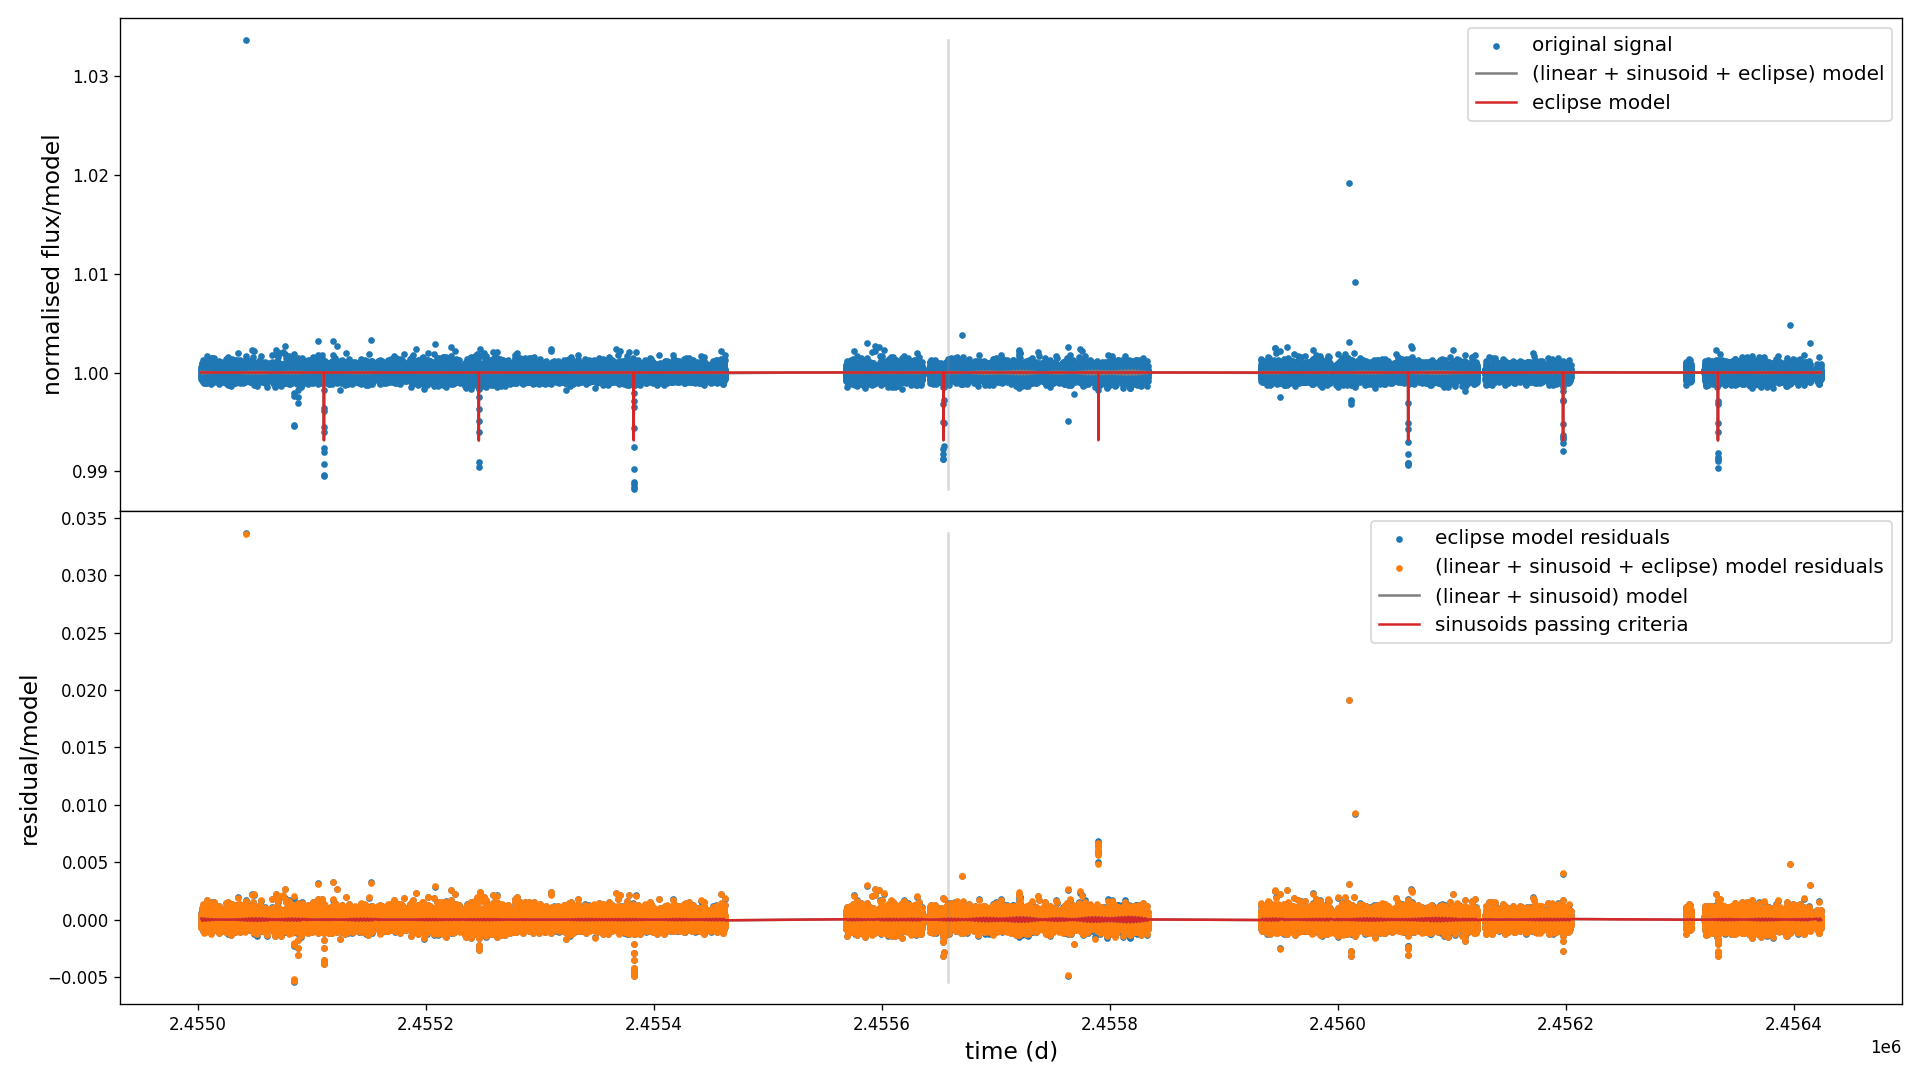 normalised flux/model
1.03
1.02
1.01
1.00
0.99
original signal
(linear + sinusoid + eclipse) model
eclipse model
residual/model
0.035
0.030
0.025
0.020
0.015
0.010
0.005
0.000
−0.005
eclipse model residuals
(linear + sinusoid + eclipse) model residuals
(linear + sinusoid) model
sinusoids passing criteria
2.4550 2.4552 2.4554 2.4556 2.4558 2.4560 2.4562 2.4564
time (d)
1e6